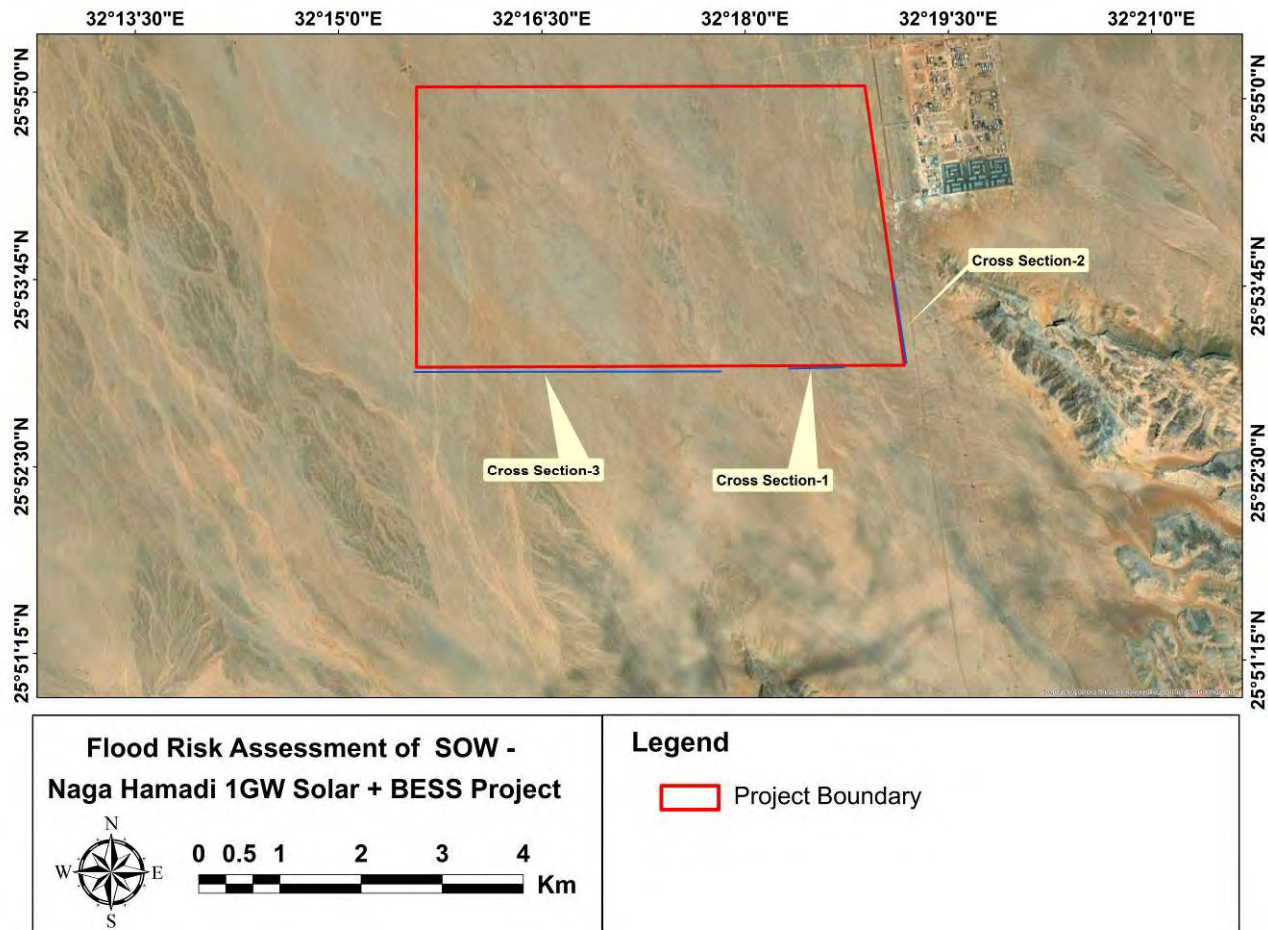 32°13'30"E 32°15'0"E 32°16'30"E 32°18'0"E 32°19'30"E 32°21'0"E
25°55'0"N 25°55'0"N
25°53'45"N 25°53'45"N
Cross Section-2
25°52'30"N 25°52'30"N
Cross Section-3
Cross Section-1
25°51'15"N 25°51'15"N
Flood Risk Assessment of SOW -
Naga Hamadi 1GW Solar + BESS Project
N
W E
S
0 0.5 1 2 3 4
Km
Legend
Project Boundary